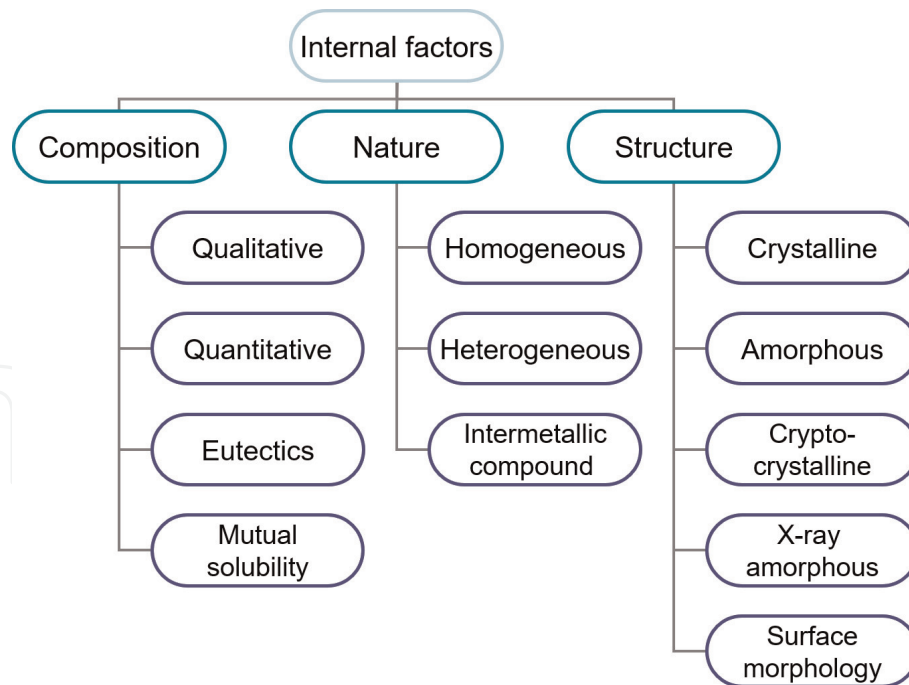 Internal factors
Composition
Nature
Structure
Qualitative
Homogeneous
Crystalline
Quantitative
Heterogeneous
Amorphous
Eutectics
Intermetallic
compound
Crypto-
crystalline
Mutual
solubility
X-ray
amorphous
Surface
morphology